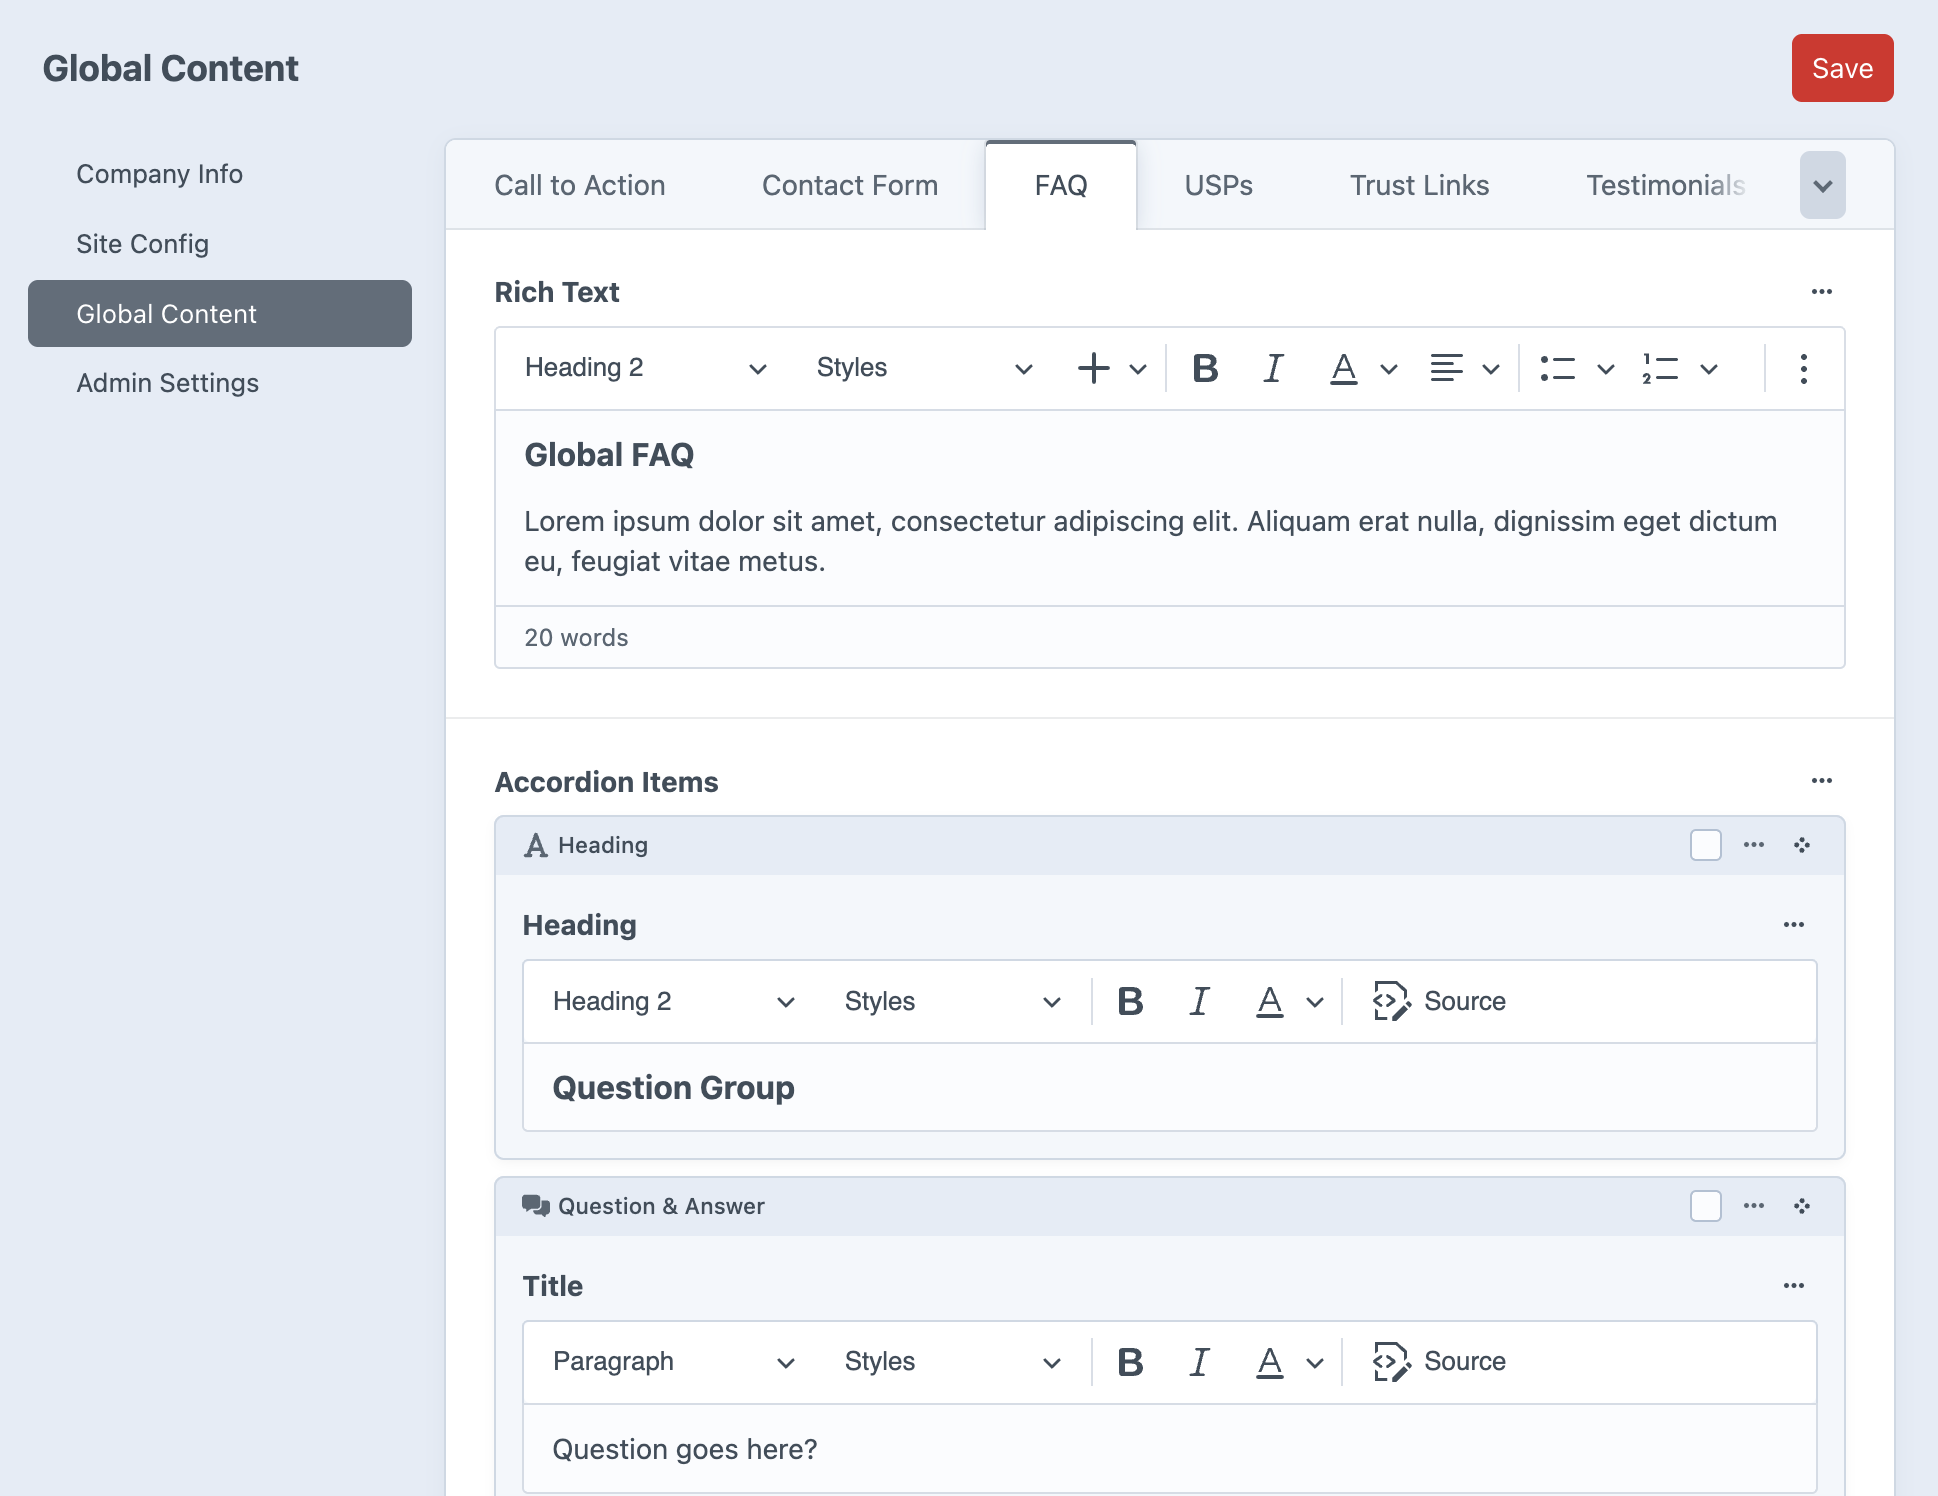 Global Content
Save
Company Info
Site Config
Global Content
Admin Settings
Call to Action
Contact Form
FAQ
USPs
Trust Links
Testimonials
Rich Text
Heading 2
Styles
Global FAQ
Lorem ipsum dolor sit amet, consectetur adipiscing elit. Aliquam erat nulla, dignissim eget dictum
eu, feugiat vitae metus.
20 words
Accordion Items
Heading
Heading
Heading 2
Styles
Source
Question Group
Question & Answer
Title
Paragraph
Styles
Source
Question goes here?